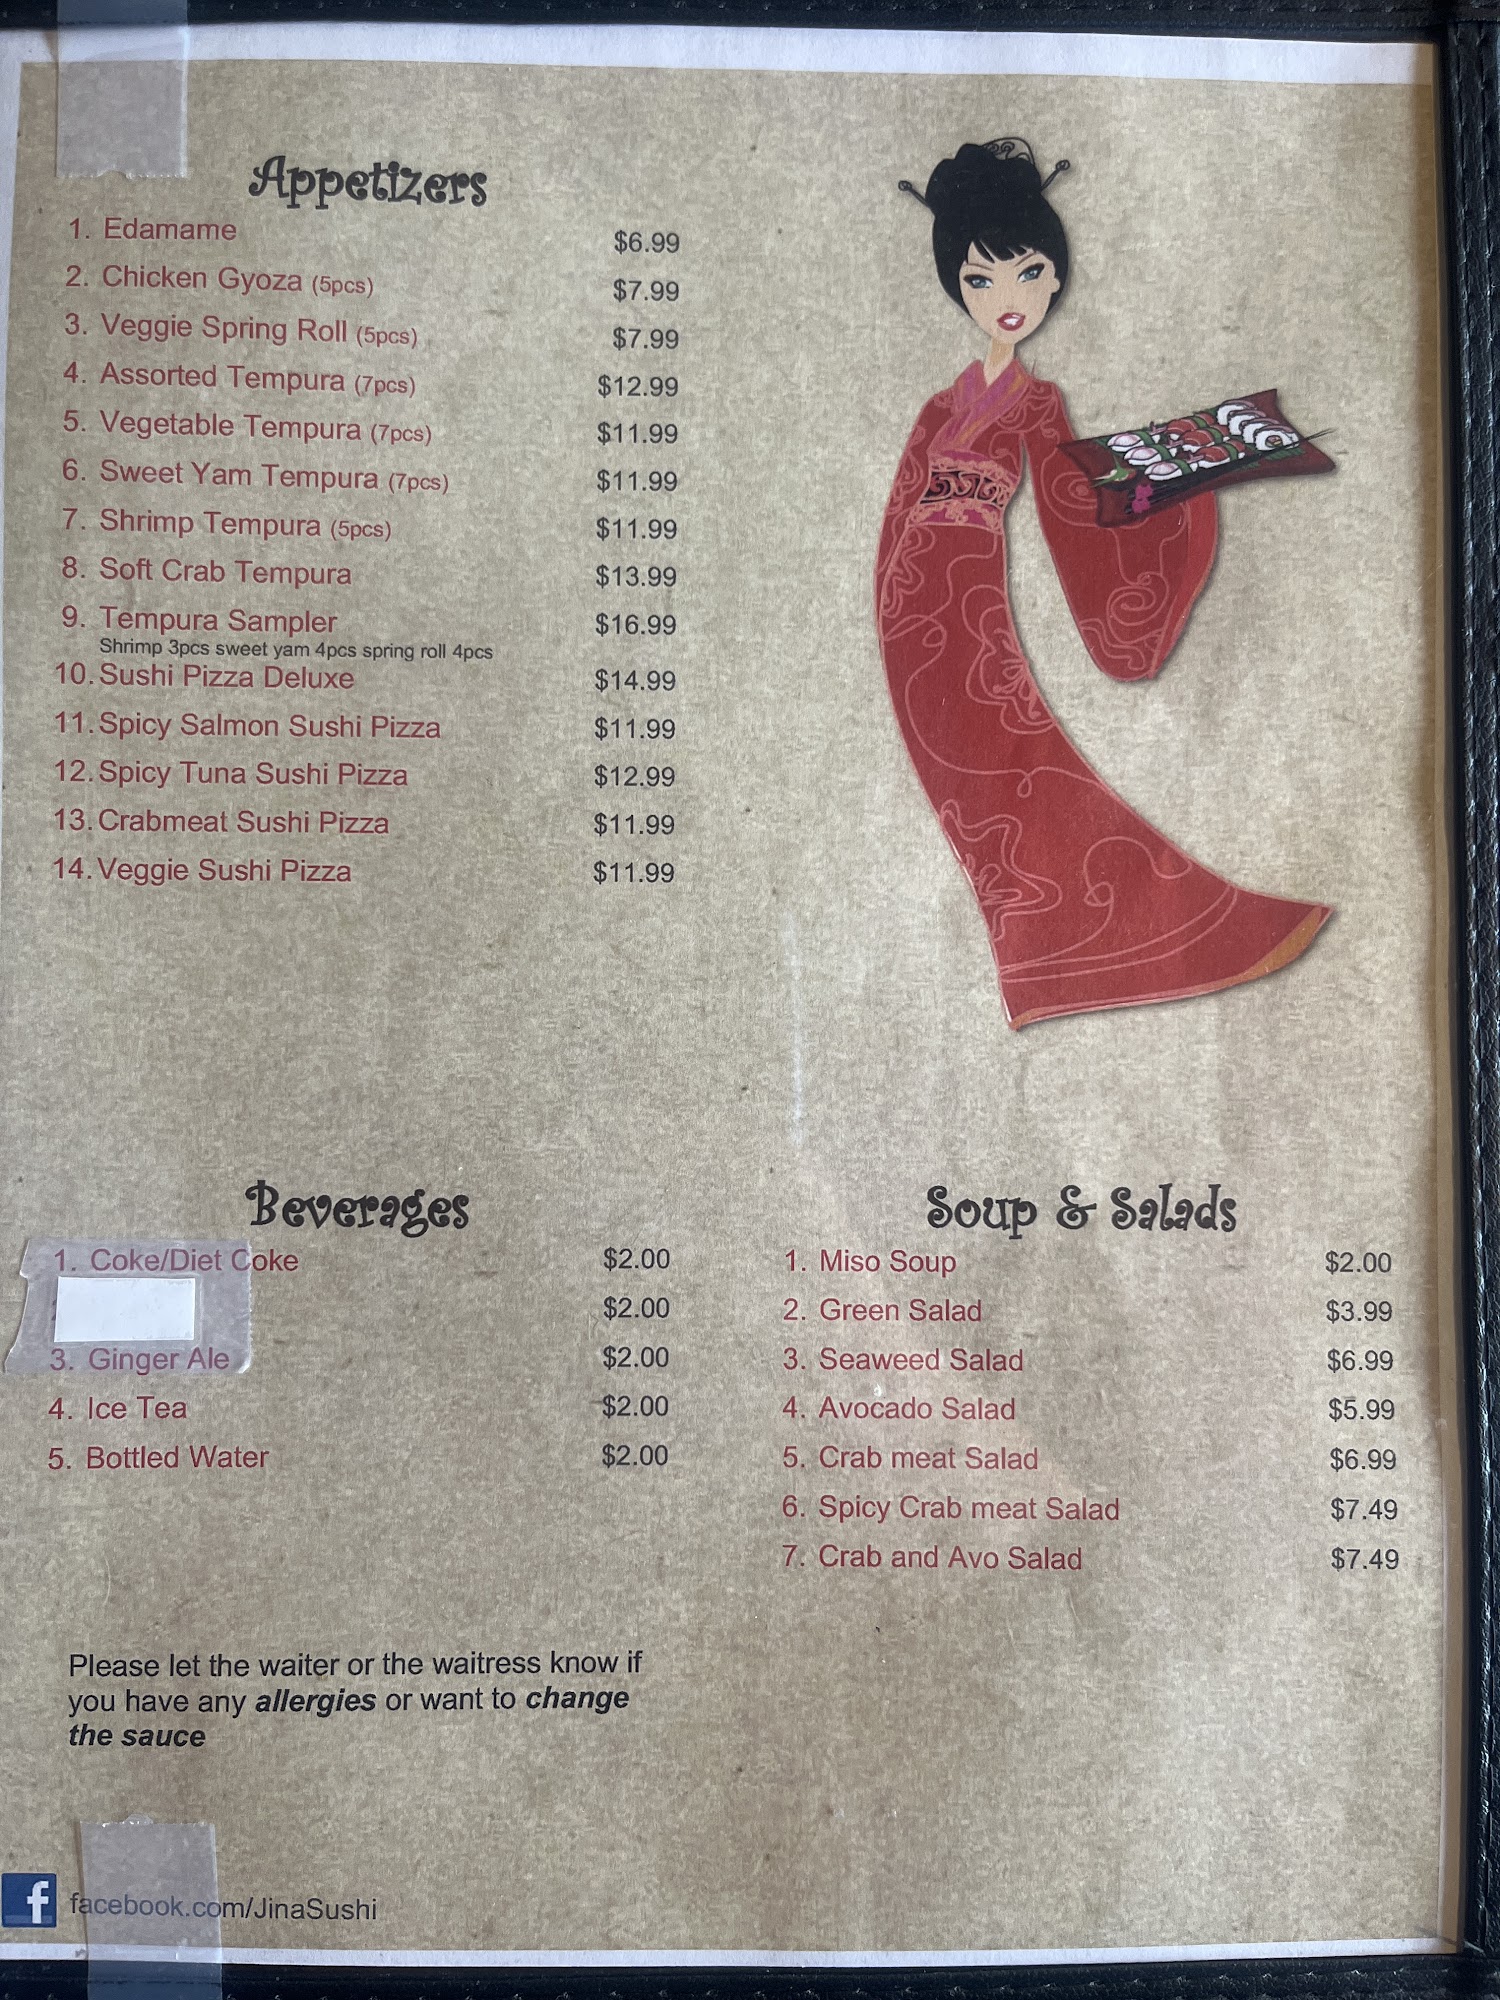 Appetizers
1. Edamame $6.99
2. Chicken Gyoza (5pcs) $7.99
3. Veggie Spring Roll (5pcs) $7.99
4. Assorted Tempura (7pcs) $12.99
5. Vegetable Tempura (7pcs) $11.99
6. Sweet Yam Tempura (7pcs) $11.99
7. Shrimp Tempura (5pcs) $11.99
8. Soft Crab Tempura $13.99
9. Tempura Sampler $16.99
Shrimp 3pcs sweet yam 4pcs spring roll 4pcs
10. Sushi Pizza Deluxe $14.99
11. Spicy Salmon Sushi Pizza $11.99
12. Spicy Tuna Sushi Pizza $12.99
13. Crabmeat Sushi Pizza $11.99
14. Veggie Sushi Pizza $11.99
Beverages
1. Coke/Diet Coke $2.00
$2.00
3. Ginger Ale $2.00
4. Ice Tea $2.00
5. Bottled Water $2.00
Soup & Salads
1. Miso Soup $2.00
2. Green Salad $3.99
3. Seaweed Salad $6.99
4. Avocado Salad $5.99
5. Crab meat Salad $6.99
6. Spicy Crab meat Salad $7.49
7. Crab and Avo Salad $7.49
Please let the waiter or the waitress know if
you have any allergies or want to change
the sauce
f facebook.com/JinaSushi